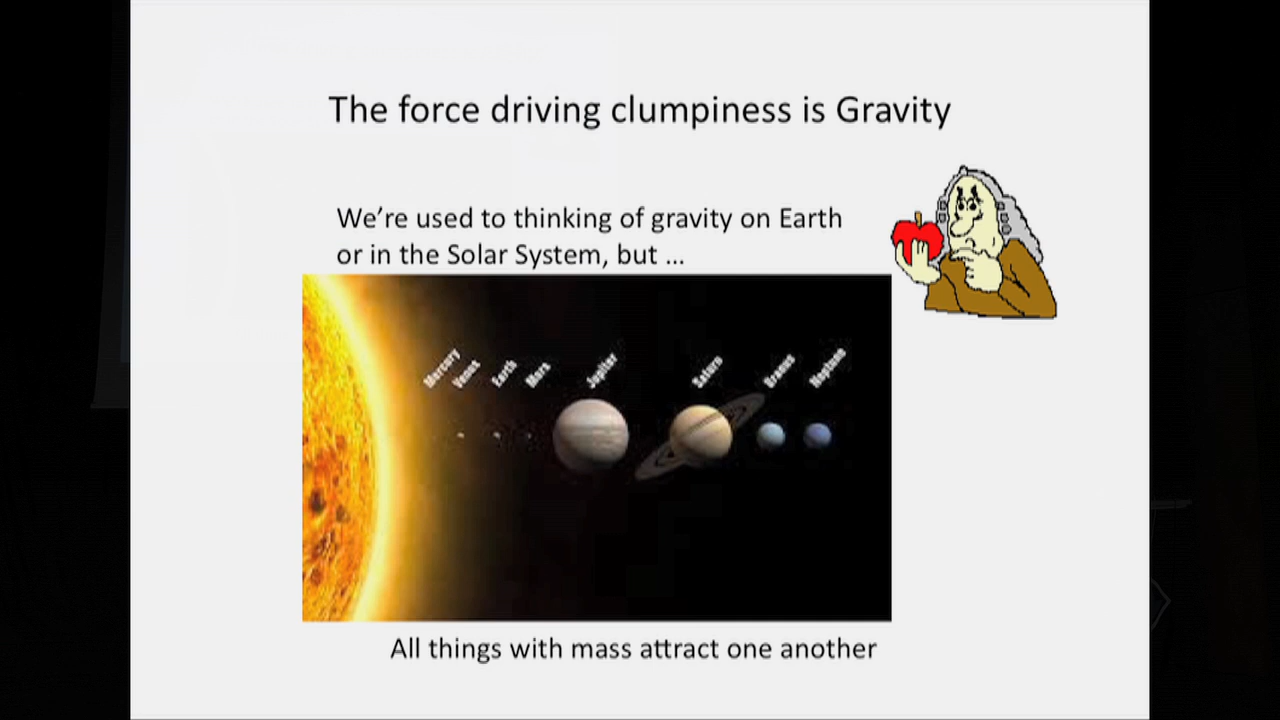 The force driving clumpiness is Gravity
We're used to thinking of gravity on Earth
or in the Solar System, but ...
Mercury
Venus
Earth
Mars
Jupiter
Saturn
Uranus
Neptune
All things with mass attract one another